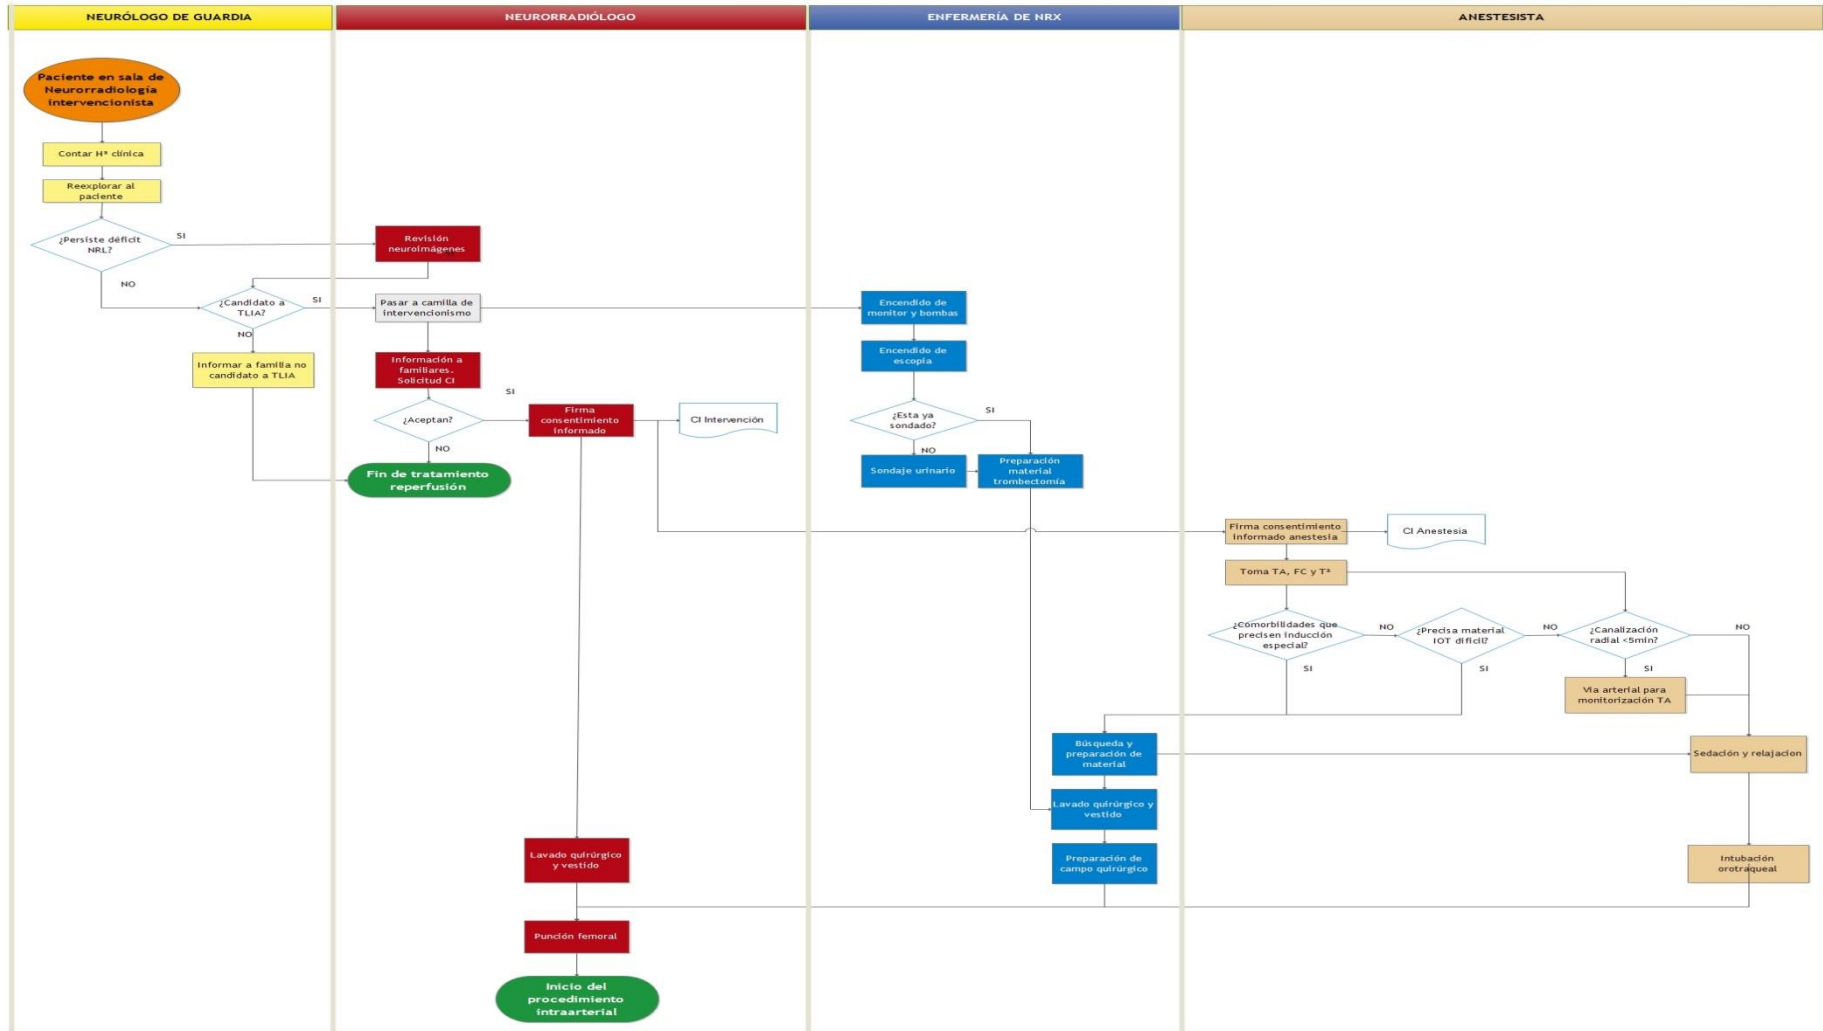 NEURÓLOGO DE GUARDIA
NEURORRADIÓLOGO
ENFERMERÍA DE NRX
ANESTESISTA
Paciente en sala de
Neurorradiología
intervencionista
Contar Hª clínica
Reexplorar al
paciente
¿Persiste déficit
NRL?
SI
NO
Revisión
neuroimágenes
¿Candidato a
TLIA?
SI
NO
Informar a familia no
candidato a TLIA
Pasar a camilla de
intervencionismo
Información a
familiares.
Solicitud CI
¿Aceptan?
SI
NO
Firma
consentimiento
informado
CI Intervención
Fin de tratamiento
reperfusión
Encendido de
monitor y bombas
Encendido de
escopia
¿Esta ya
sondado?
SI
NO
Sondaje urinario
Preparación
material
trombectomía
Firma consentimiento
informado anestesia
CI Anestesia
Toma TA, FC y Tª
¿Comorbilidades que
precisen inducción
especial?
NO
SI
¿Precisa material
IOT dificil?
NO
SI
¿Canalización
radial <5min?
NO
SI
Via arterial para
monitorización TA
Búsqueda y
preparación de
material
Sedación y relajacion
Lavado quirúrgico y
vestido
Lavado quirúrgico
y vestido
Preparación de
campo quirúrgico
Intubación
orotraqueal
Punción femoral
Inicio del
procedimiento
intraarterial